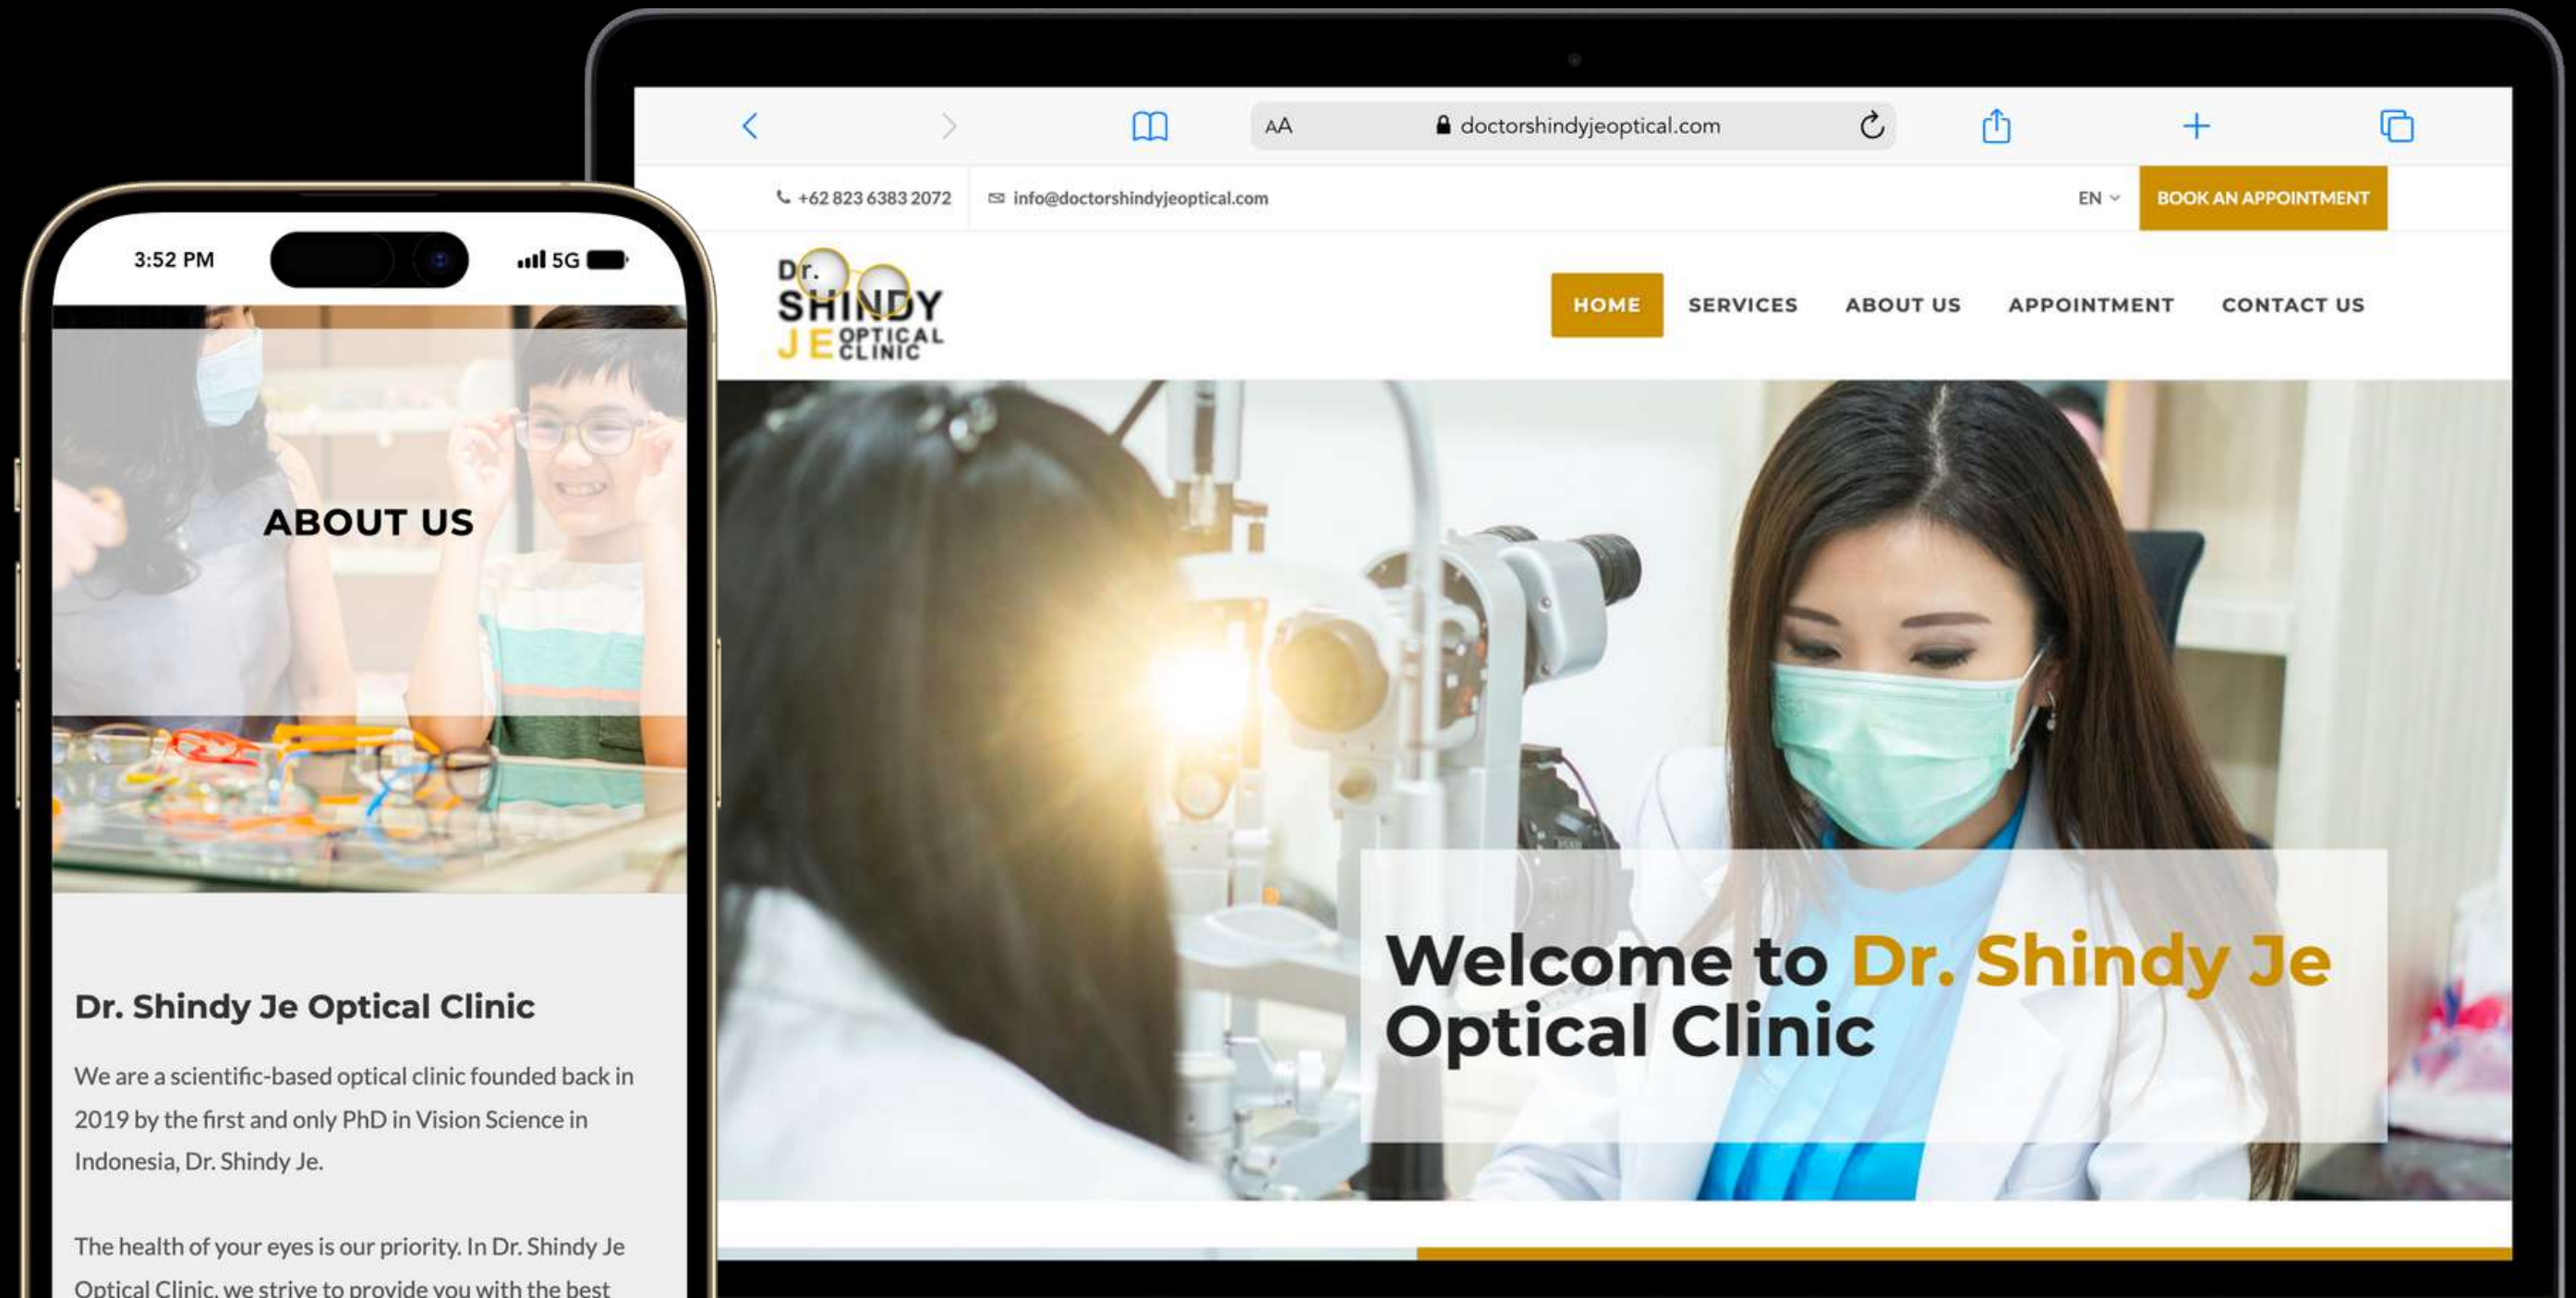 3:52 PM
5G
ABOUT US
Dr. Shindy Je Optical Clinic
We are a scientific-based optical clinic founded back in
2019 by the first and only PhD in Vision Science in
Indonesia, Dr. Shindy Je.
The health of your eyes is our priority. In Dr. Shindy Je
Optical Clinic, we strive to provide you with the best
AA
doctorshindyjeoptical.com
+62 823 6383 2072
info@doctorshindyjeoptical.com
EN
BOOK AN APPOINTMENT
Dr.
SHINDY
JE OPTICAL
CLINIC
HOME
SERVICES
ABOUT US
APPOINTMENT
CONTACT US
Welcome to Dr. Shindy Je
Optical Clinic